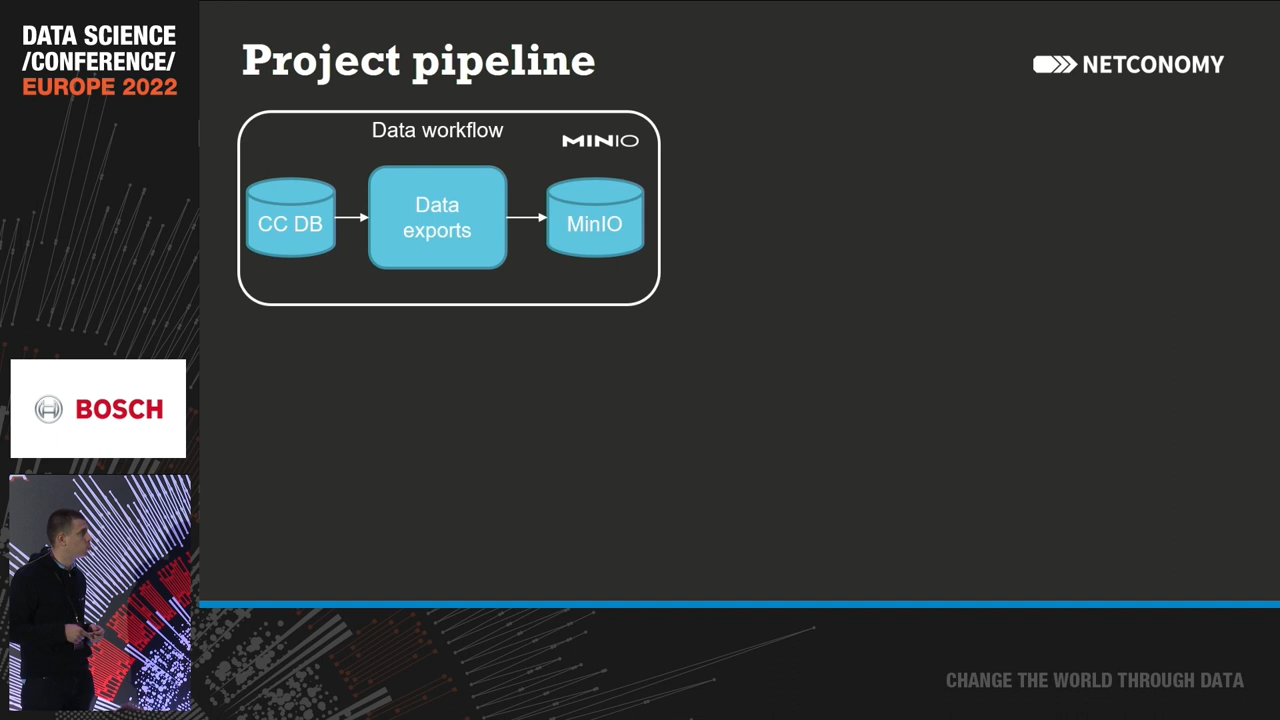 DATA SCIENCE
/CONFERENCE/
EUROPE 2022
Project pipeline
NETCONOMY
Data workflow
MINIO
CC DB
Data
exports
MinIO
BOSCH
CHANGE THE WORLD THROUGH DATA